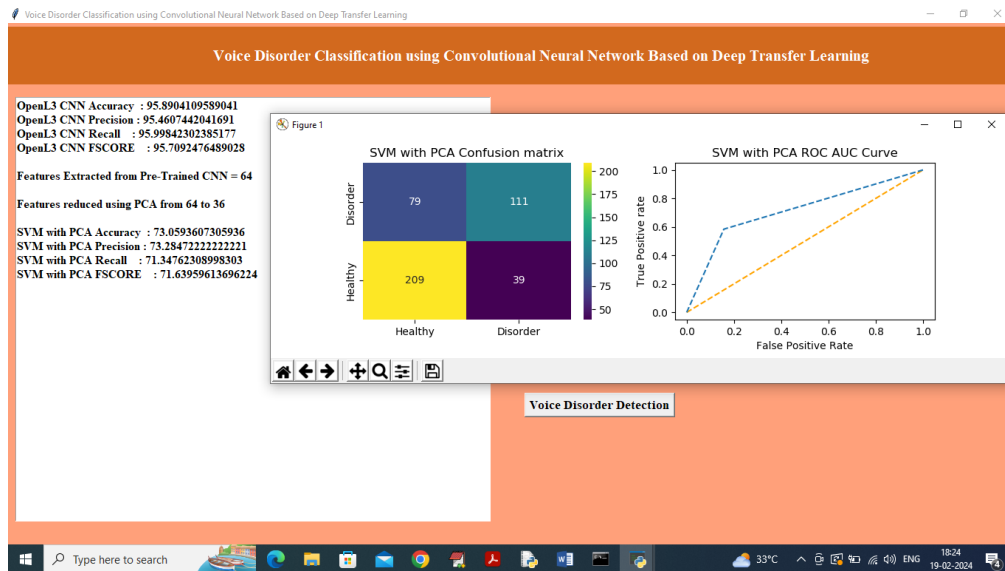 Voice Disorder Classification using Convolutional Neural Network Based on Deep Transfer Learning
Voice Disorder Classification using Convolutional Neural Network Based on Deep Transfer Learning
OpenL3 CNN Accuracy : 95.8904109589041
OpenL3 CNN Precision : 95.4607442041691
OpenL3 CNN Recall : 95.99842302385177
OpenL3 CNN FSCORE : 95.7092476489028
Features Extracted from Pre-Trained CNN = 64
Features reduced using PCA from 64 to 36
SVM with PCA Accuracy : 73.0593607305936
SVM with PCA Precision : 73.28472222222221
SVM with PCA Recall : 71.34762308998303
SVM with PCA FSCORE : 71.63959613696224
Figure 1
SVM with PCA Confusion matrix
Disorder
Healthy
79
111
209
39
Healthy
Disorder
200
175
150
125
100
75
50
SVM with PCA ROC AUC Curve
True Positive rate
1.0
0.8
0.6
0.4
0.2
0.0
0.0
0.2
0.4
0.6
0.8
1.0
False Positive Rate
Voice Disorder Detection
Type here to search
33°C
ENG
18:24
19-02-2024
4